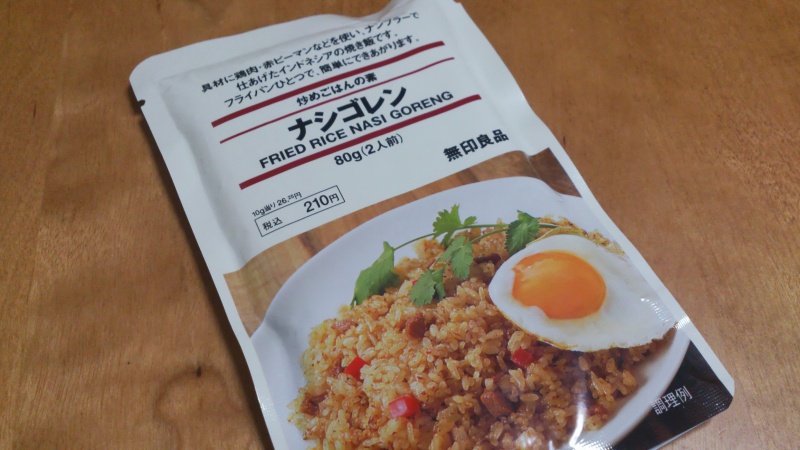 具材に鶏肉・赤ピーマンなどを使い、ナンプラーで
仕あげたインドネシアの焼き飯です。
フライパンひとつで、簡単にできあがります。
炒めごはんの素
ナシゴレン
FRIED RICE NASI GORENG
80g(2人前)
無印良品
10g当り26.25円
税込 210円
調理例